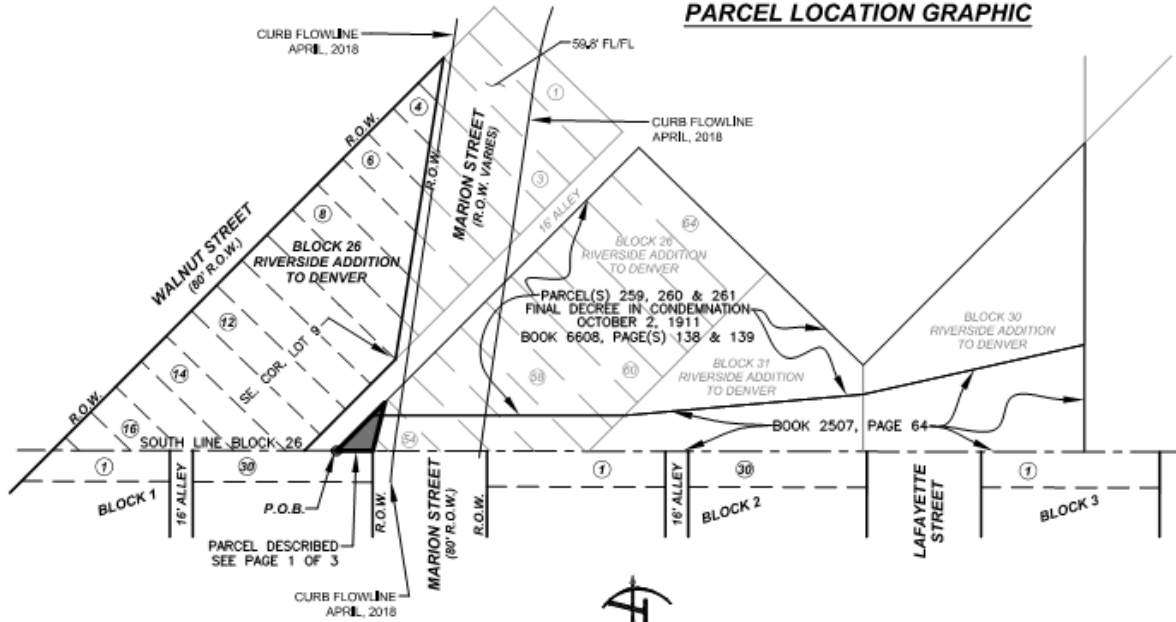 PARCEL LOCATION GRAPHIC
CURB FLOWLINE
APRIL, 2018
59.8' FL/FL
CURB FLOWLINE
APRIL, 2018
R.O.W.
4
6
8
12
14
16
R.O.W.
MARION STREET
(R.O.W. VARIES)
1
3
16' ALLEY
WALNUT STREET
(80' R.O.W.)
BLOCK 26
RIVERSIDE ADDITION
TO DENVER
64
BLOCK 26
RIVERSIDE ADDITION
TO DENVER
PARCEL(S) 259, 260 & 261
FINAL DECREE IN CONDEMNATION
OCTOBER 2, 1911
BOOK 6608, PAGE(S) 138 & 139
BLOCK 30
RIVERSIDE ADDITION
TO DENVER
SE. COR. LOT 9
58
60
BLOCK 31
RIVERSIDE ADDITION
TO DENVER
R.O.W.
BOOK 2507, PAGE 64
SOUTH LINE BLOCK 26
54
1
BLOCK 1
16' ALLEY
30
P.O.B.
R.O.W.
MARION STREET
(80' R.O.W.)
R.O.W.
1
16' ALLEY
30
BLOCK 2
LAFAYETTE
STREET
1
BLOCK 3
PARCEL DESCRIBED
SEE PAGE 1 OF 3
CURB FLOWLINE
APRIL, 2018